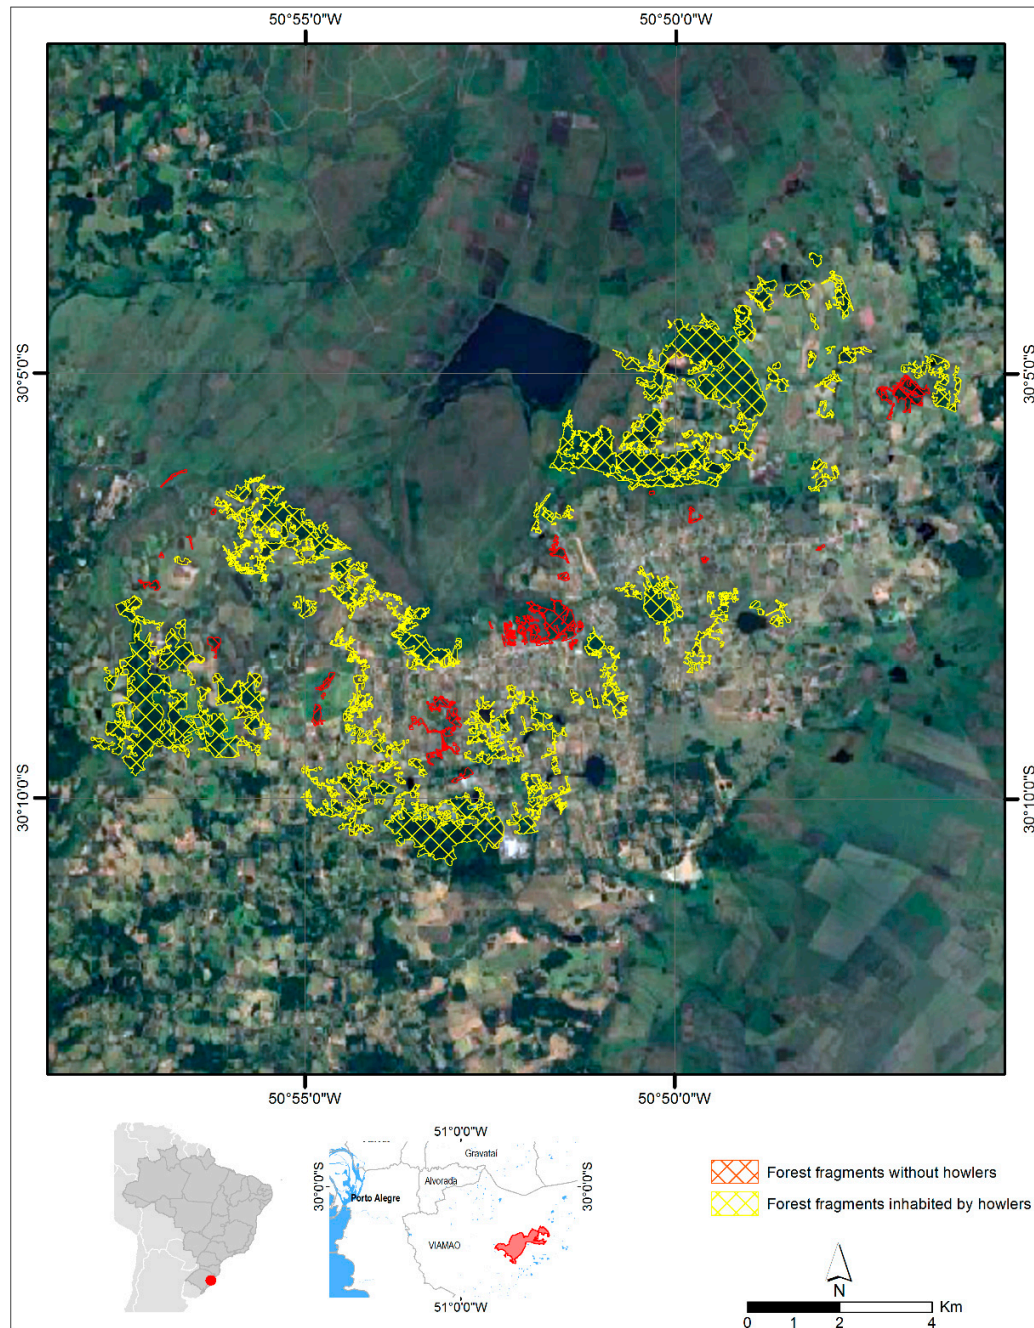 50°55'0"W 50°50'0"W
30°5'0"S 30°5'0"S
30°10'0"S 30°10'0"S
50°55'0"W 50°50'0"W
51°0'0"W
Gravatai
30°0'0"S Alvorada 30°0'0"S
Porto Alegre
VIAMAO
51°0'0"W
Forest fragments without howlers
Forest fragments inhabited by howlers
N
Km
0 1 2 4